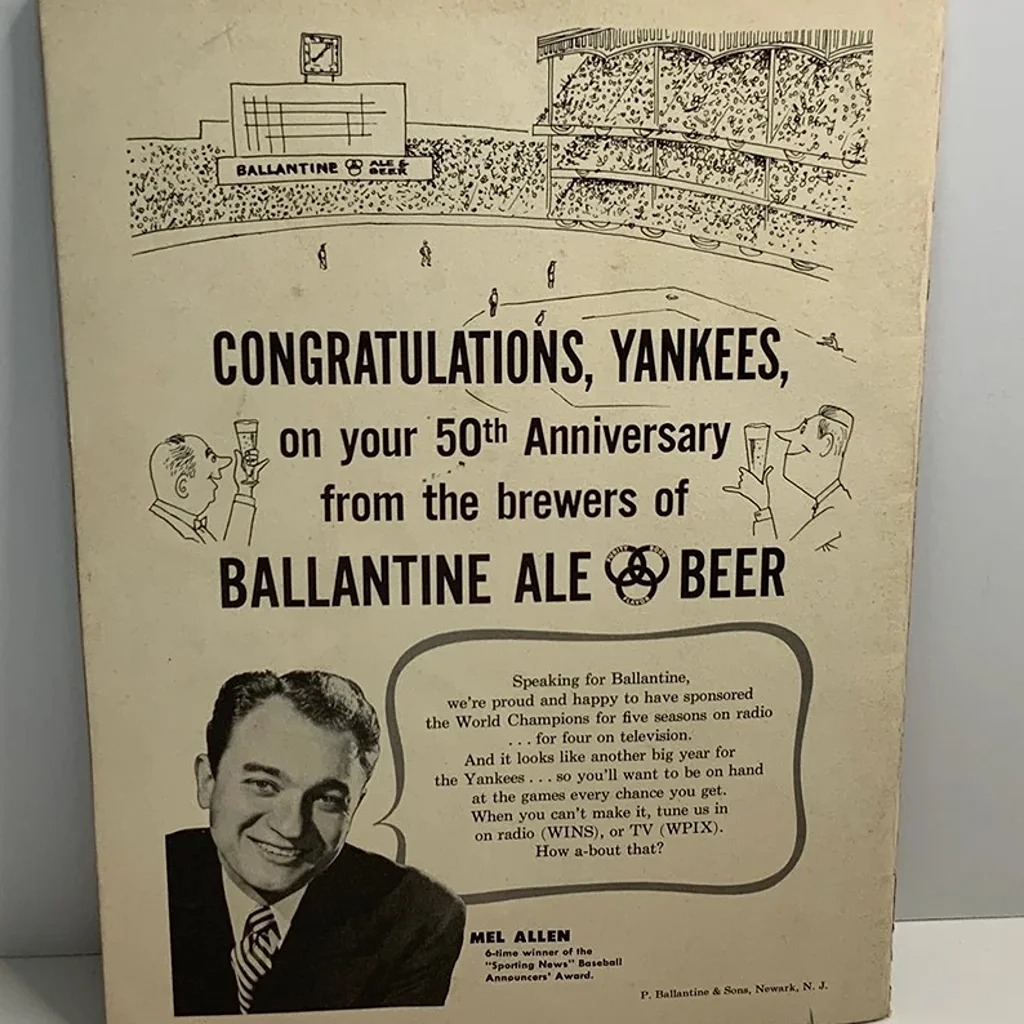 BALLANTINE ALE & BEER
CONGRATULATIONS, YANKEES,
on your 50th Anniversary
from the brewers of
BALLANTINE ALE BEER
PURITY BODY FLAVOR
Speaking for Ballantine,
we're proud and happy to have sponsored
the World Champions for five seasons on radio
. . . for four on television.
And it looks like another big year for
the Yankees . . . so you'll want to be on hand
at the games every chance you get.
When you can't make it, tune us in
on radio (WINS), or TV (WPIX).
How a-bout that?
MEL ALLEN
6-time winner of the
"Sporting News" Baseball
Announcers' Award.
P. Ballantine & Sons, Newark, N. J.